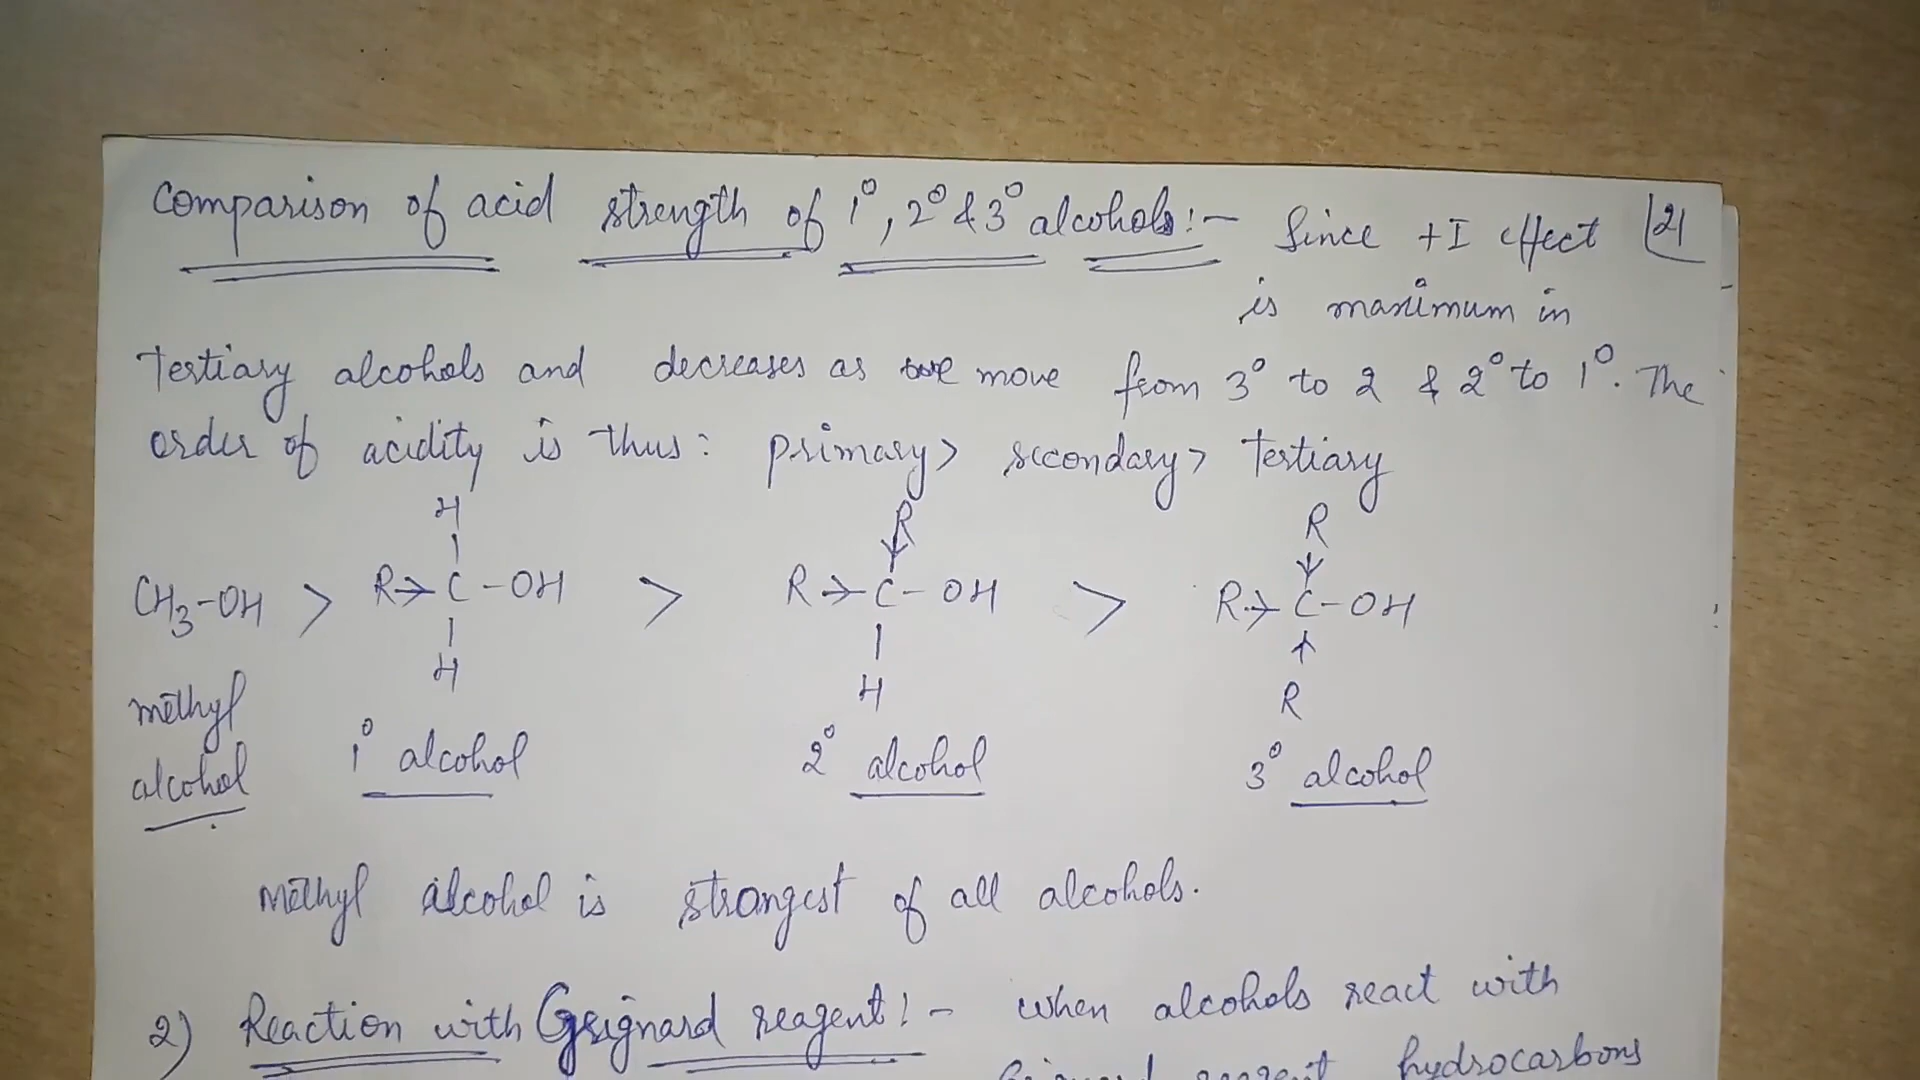 Comparison of acid strength of 1°, 2° & 3° alcohols:- Since +I effect 21
is maximum in
Tertiary alcohols and decreases as we move from 3° to 2 & 2° to 1°. The
order of acidity is thus: primary > secondary > Tertiary
H R R
CH3-OH > R→C-OH > R→C-OH > R→C-OH
H H R
methyl
alcohol 1° alcohol 2° alcohol 3° alcohol
Methyl alcohol is strongest of all alcohols.
2) Reaction with Grignard reagent:- when alcohols react with
Grignard reagent hydrocarbons